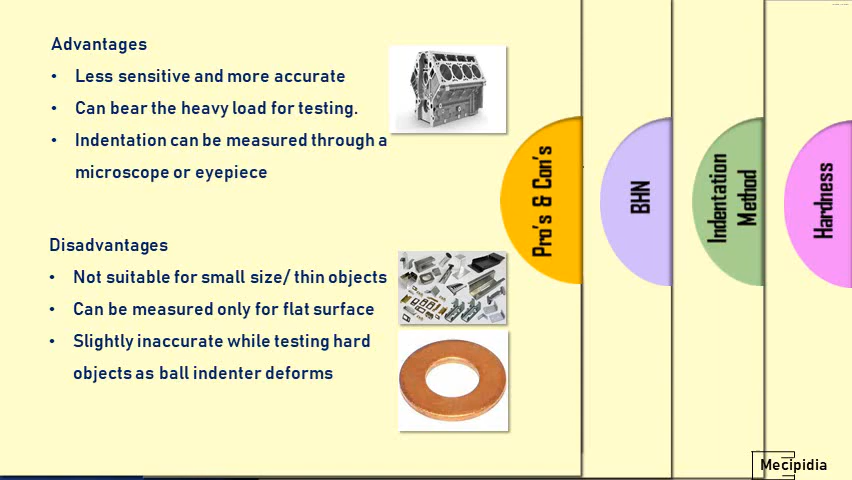 Advantages
• Less sensitive and more accurate
• Can bear the heavy load for testing.
• Indentation can be measured through a
microscope or eyepiece
Disadvantages
• Not suitable for small size/ thin objects
• Can be measured only for flat surface
• Slightly inaccurate while testing hard
objects as ball indenter deforms
Pro's & Con's
BHN
Indentation
Method
Hardness
Mecipidia